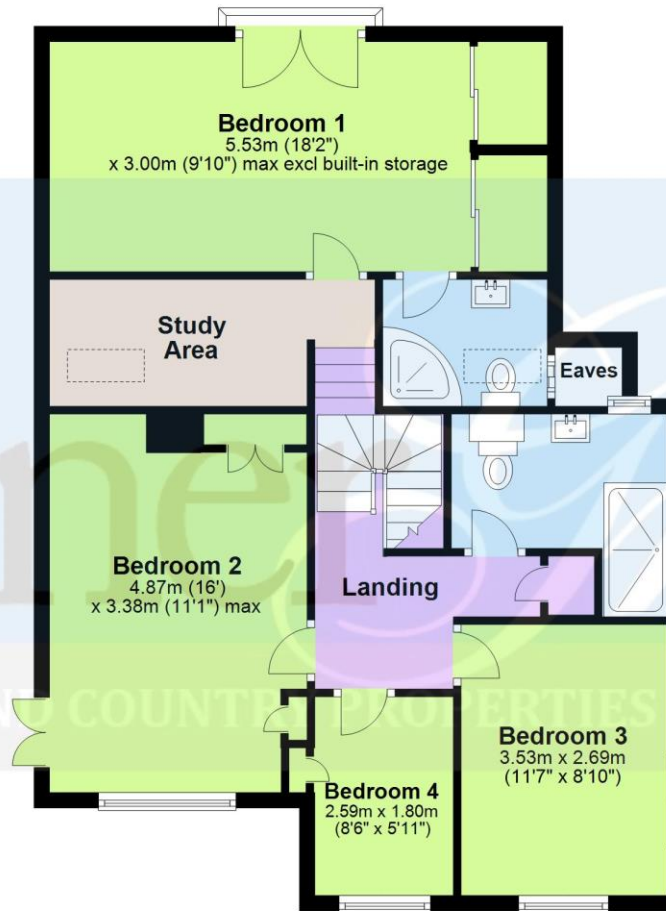 Bedroom 1
5.53m (18'2")
x 3.00m (9'10") max excl built-in storage
Study
Area
Eaves
Bedroom 2
4.87m (16')
x 3.38m (11'1") max
Landing
COUNTRY PROPERTIES
Bedroom 3
3.53m x 2.69m
(11'7" x 8'10")
Bedroom 4
2.59m x 1.80m
(8'6" x 5'11")